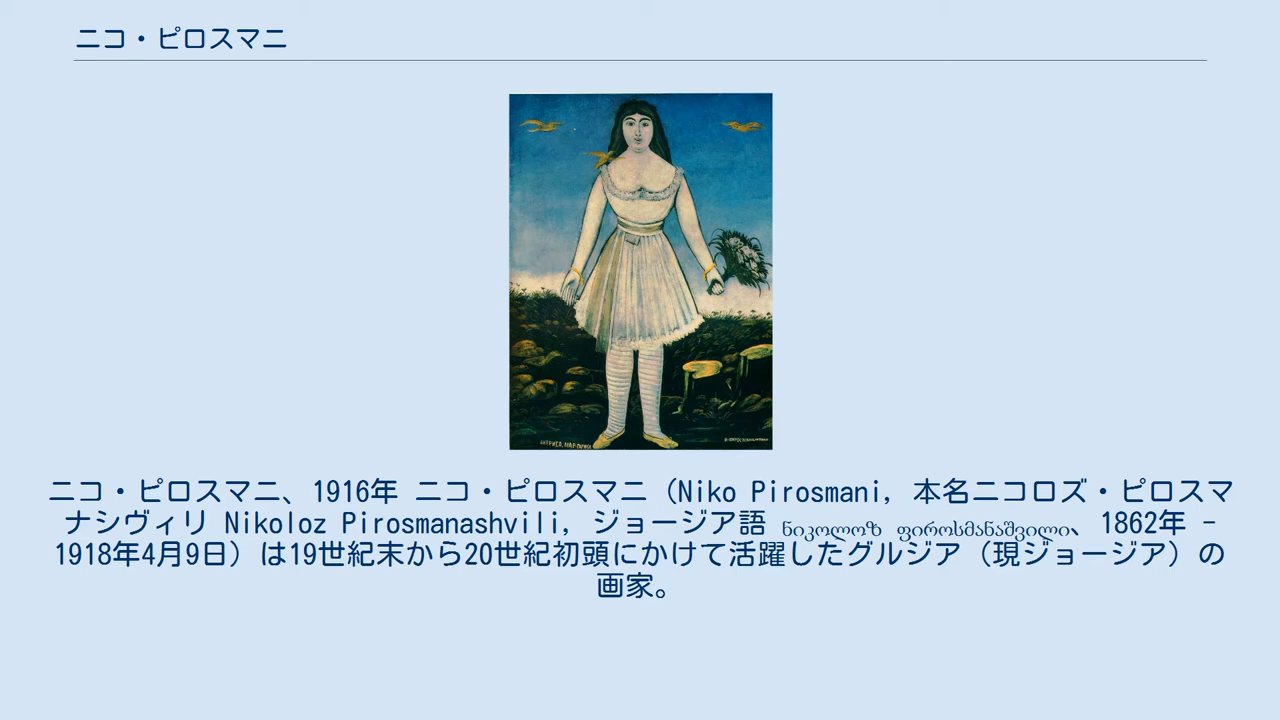 ニコ・ピロスマニ
ニコ・ピロスマニ、1916年 ニコ・ピロスマニ（Niko Pirosmani, 本名ニコロズ・ピロスマ
ナシヴィリ Nikoloz Pirosmanashvili, ジョージア語 ნიკოლოზ ფიროსმანაშვილი、1862年 -
1918年4月9日）は19世紀末から20世紀初頭にかけて活躍したグルジア（現ジョージア）の
画家。